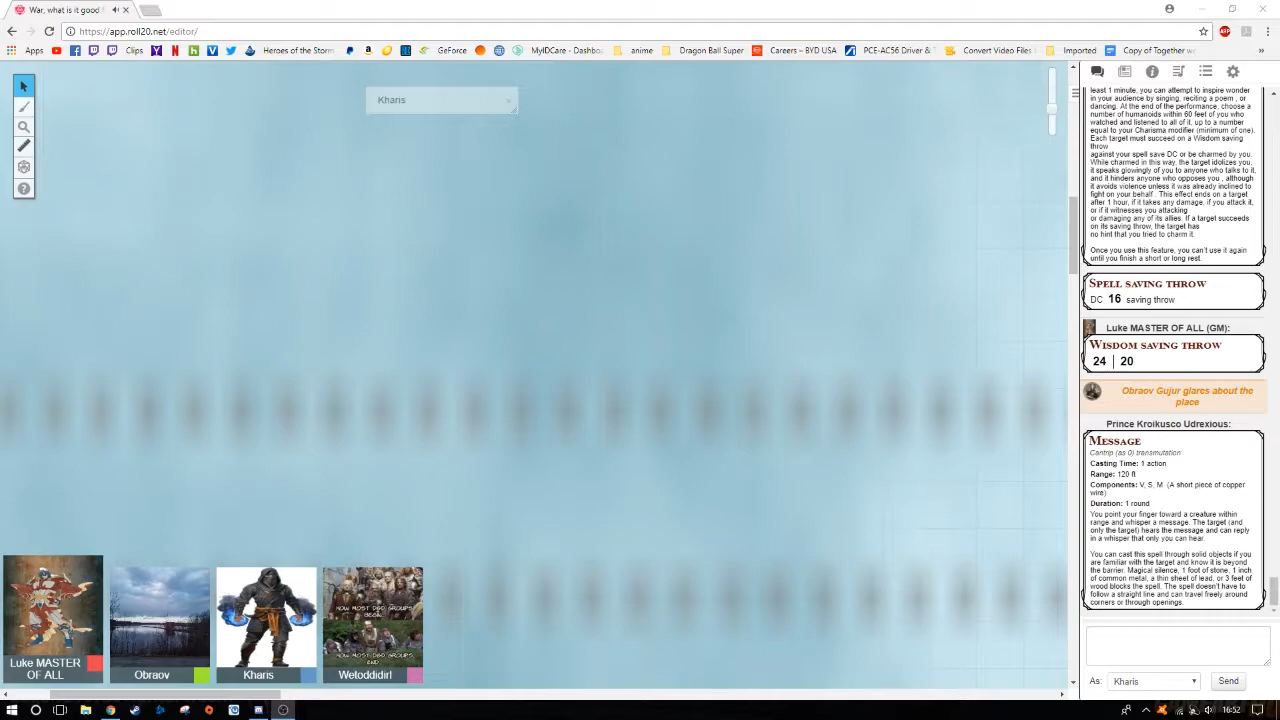 War, what is it good
https://app.roll20.net/editor/
Apps
Clips
Heroes of the Storm
GeForce
MyIDCare - Dashbo
anime
Dragon Ball Super
Careers – BYD USA
PCE-AC56 Driver & T
Convert Video Files
Imported
Copy of Together w
Kharis
least 1 minute, you can attempt to inspire wonder
in your audience by singing, reciting a poem , or
dancing. At the end of the performance, choose a
number of humanoids within 60 feet of you who
watched and listened to all of it, up to a number
equal to your Charisma modifier (minimum of one).
Each target must succeed on a Wisdom saving
throw
against your spell save DC or be charmed by you.
While charmed in this way, the target idolizes you,
it speaks glowingly of you to anyone who talks to it,
and it hinders anyone who opposes you , although
it avoids violence unless it was already inclined to
fight on your behalf . This effect ends on a target
after 1 hour, if it takes any damage, if you attack it,
or if it witnesses you attacking
or damaging any of its allies. If a target succeeds
on its saving throw, the target has
no hint that you tried to charm it.
Once you use this feature, you can't use it again
until you finish a short or long rest.
Spell saving throw
DC 16 saving throw
Luke MASTER OF ALL (GM):
Wisdom saving throw
24 | 20
Obraov Gujur glares about the
place
Prince Kroikusco Udrexious:
Message
Cantrip (as 0) transmutation
Casting Time: 1 action
Range: 120 ft
Components: V, S, M (A short piece of copper
wire)
Duration: 1 round
You point your finger toward a creature within
range and whisper a message. The target (and
only the target) hears the message and can reply
in a whisper that only you can hear.
You can cast this spell through solid objects if you
are familiar with the target and know it is beyond
the barrier. Magical silence, 1 foot of stone, 1 inch
of common metal, a thin sheet of lead, or 3 feet of
wood blocks the spell. The spell doesn't have to
follow a straight line and can travel freely around
corners or through openings.
As:
Kharis
Send
HOW MOST D&D GROUPS
BEGIN
HOW MOST D&D GROUPS
END
Luke MASTER
OF ALL
Obraov
Kharis
Wetoddidirl
16:52